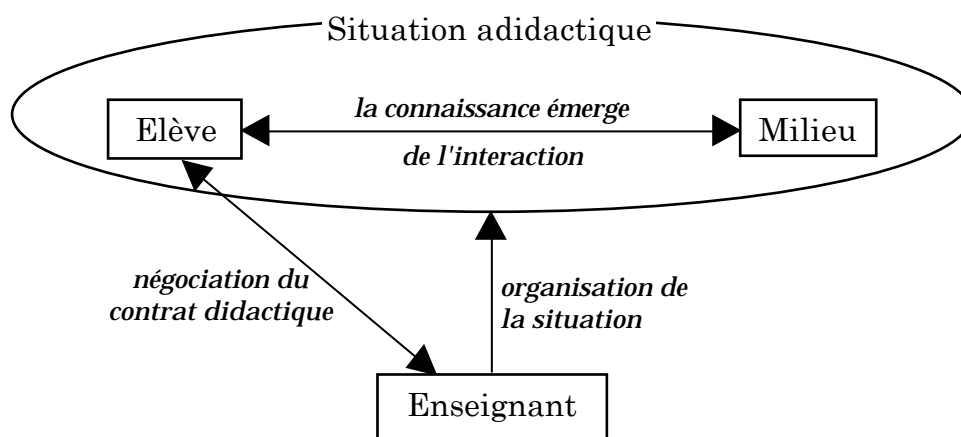 Situation adidactique
la connaissance émerge
Elève
Milieu
de l'interaction
négociation du
contrat didactique
organisation de
la situation
Enseignant